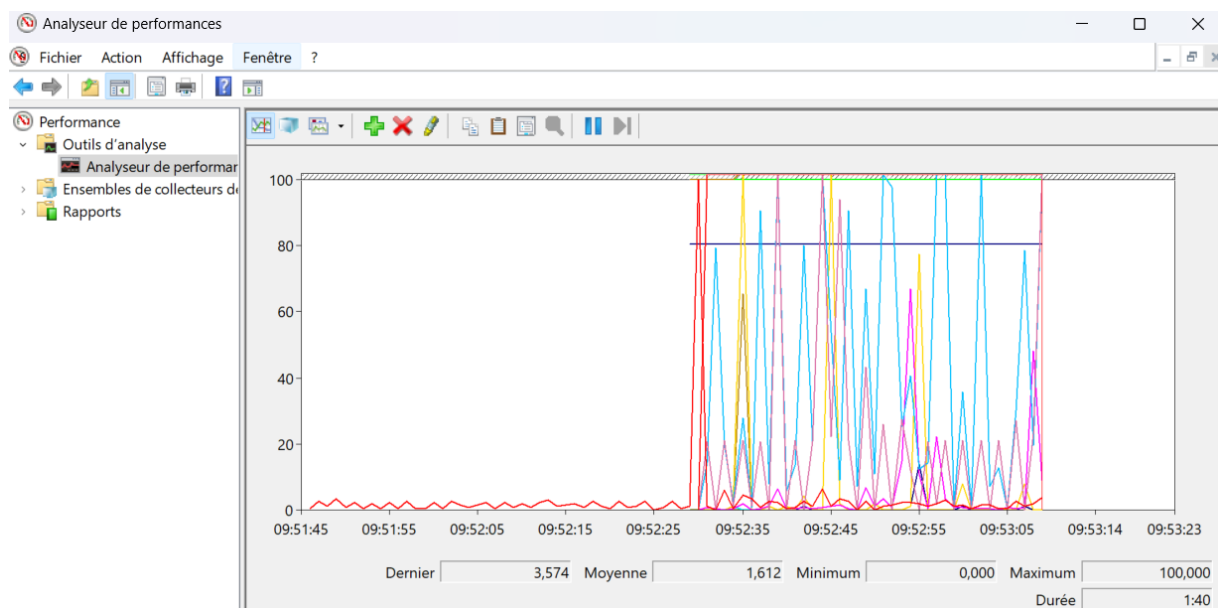 Analyseur de performances
Fichier Action Affichage Fenêtre ?
Performance
Outils d'analyse
Analyseur de performar
Ensembles de collecteurs de
Rapports
100
80
60
40
20
0
09:51:45 09:51:55 09:52:05 09:52:15 09:52:25 09:52:35 09:52:45 09:52:55 09:53:05 09:53:14 09:53:23
Dernier 3,574 Moyenne 1,612 Minimum 0,000 Maximum 100,000
Durée 1:40